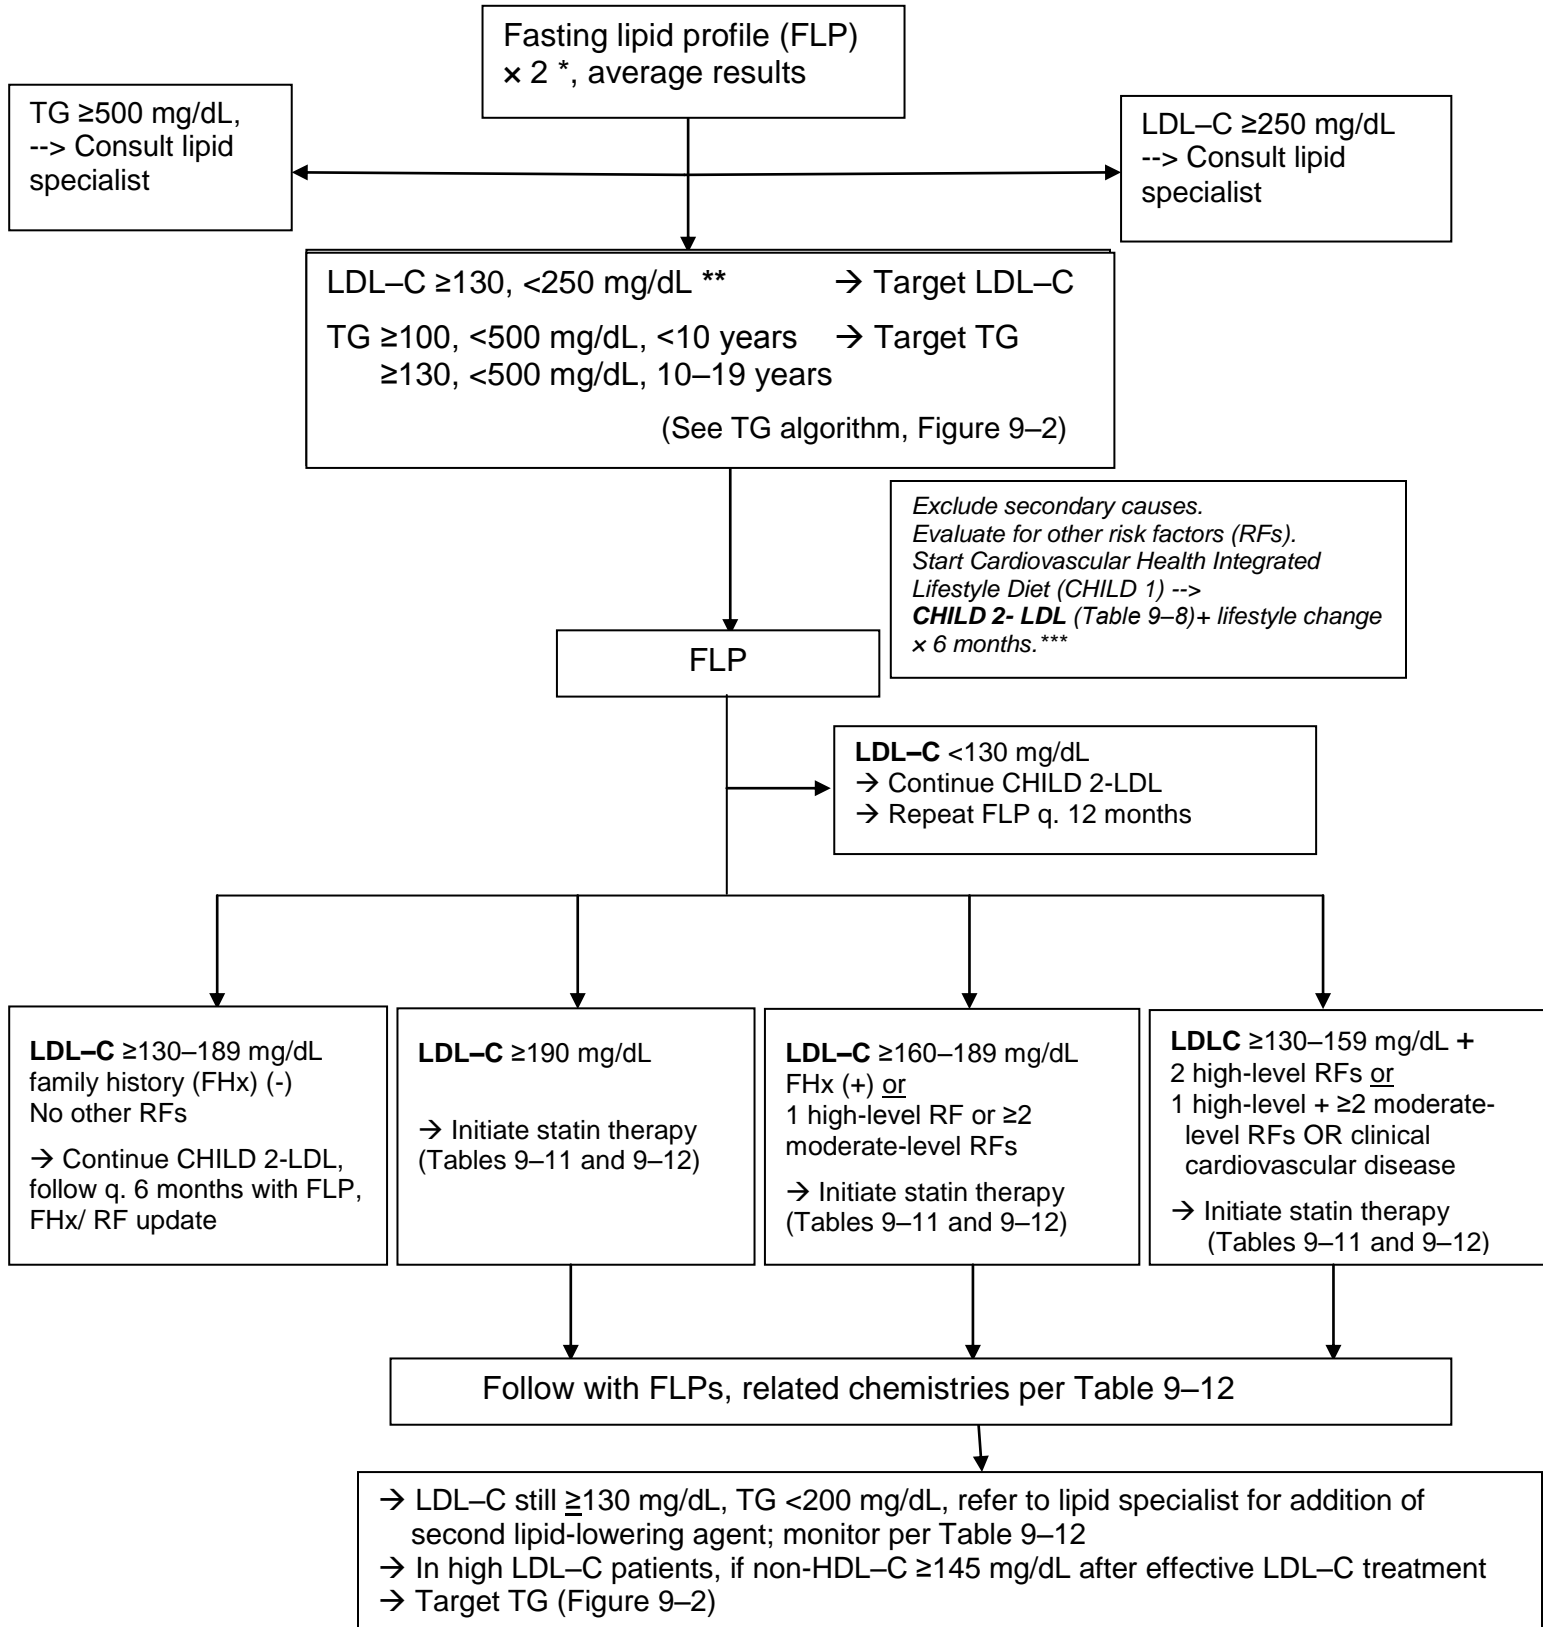 Fasting lipid profile (FLP)
× 2 *, average results
TG ≥500 mg/dL,
--> Consult lipid
specialist
LDL–C ≥250 mg/dL
--> Consult lipid
specialist
LDL–C ≥130, <250 mg/dL ** → Target LDL–C
TG ≥100, <500 mg/dL, <10 years → Target TG
≥130, <500 mg/dL, 10–19 years
(See TG algorithm, Figure 9–2)
Exclude secondary causes.
Evaluate for other risk factors (RFs).
Start Cardiovascular Health Integrated
Lifestyle Diet (CHILD 1) -->
CHILD 2- LDL (Table 9–8)+ lifestyle change
× 6 months.***
FLP
LDL–C <130 mg/dL
→ Continue CHILD 2-LDL
→ Repeat FLP q. 12 months
LDL–C ≥130–189 mg/dL
family history (FHx) (-)
No other RFs
→ Continue CHILD 2-LDL,
follow q. 6 months with FLP,
FHx/ RF update
LDL–C ≥190 mg/dL
→ Initiate statin therapy
(Tables 9–11 and 9–12)
LDL–C ≥160–189 mg/dL
FHx (+) or
1 high-level RF or ≥2
moderate-level RFs
→ Initiate statin therapy
(Tables 9–11 and 9–12)
LDLC ≥130–159 mg/dL +
2 high-level RFs or
1 high-level + ≥2 moderate-
level RFs OR clinical
cardiovascular disease
→ Initiate statin therapy
(Tables 9–11 and 9–12)
Follow with FLPs, related chemistries per Table 9–12
→ LDL–C still ≥130 mg/dL, TG <200 mg/dL, refer to lipid specialist for addition of
second lipid-lowering agent; monitor per Table 9–12
→ In high LDL–C patients, if non-HDL–C ≥145 mg/dL after effective LDL–C treatment
→ Target TG (Figure 9–2)